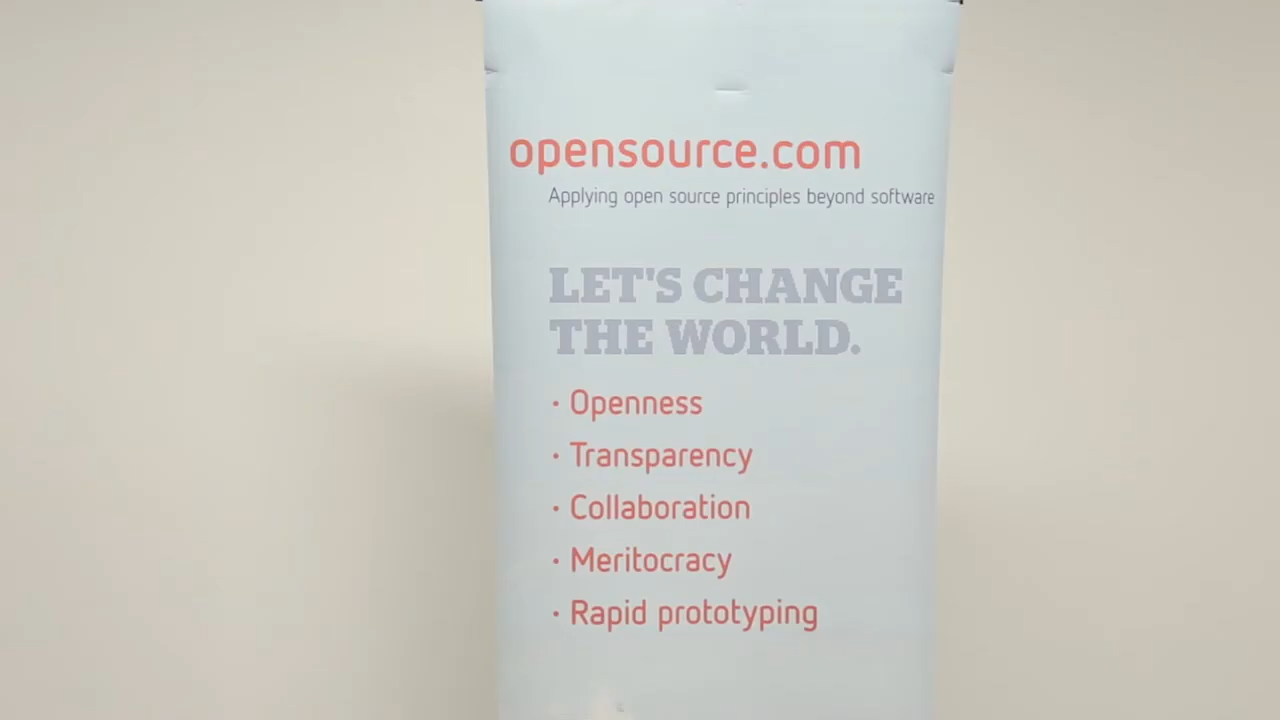 opensource.com
Applying open source principles beyond software
LET'S CHANGE
THE WORLD.
· Openness
· Transparency
· Collaboration
· Meritocracy
· Rapid prototyping